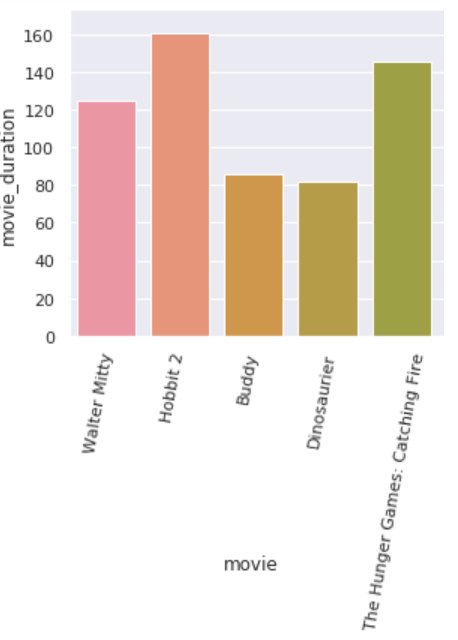 movie_duration
160
140
120
100
80
60
40
20
0
Walter Mitty
Hobbit 2
Buddy
Dinosaurier
The Hunger Games: Catching Fire
movie